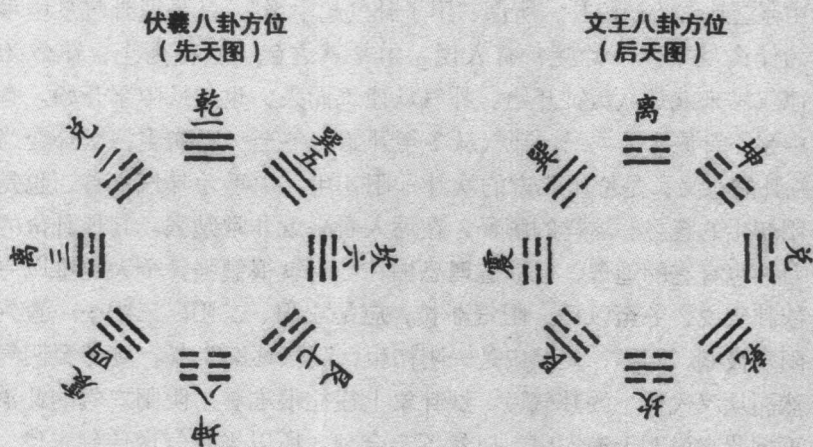 伏羲八卦方位
（先天图）
乾一
兑二
离三
震四
巽五
坎六
艮七
坤八
文王八卦方位
（后天图）
离
坤
兑
乾
坎
艮
震
巽